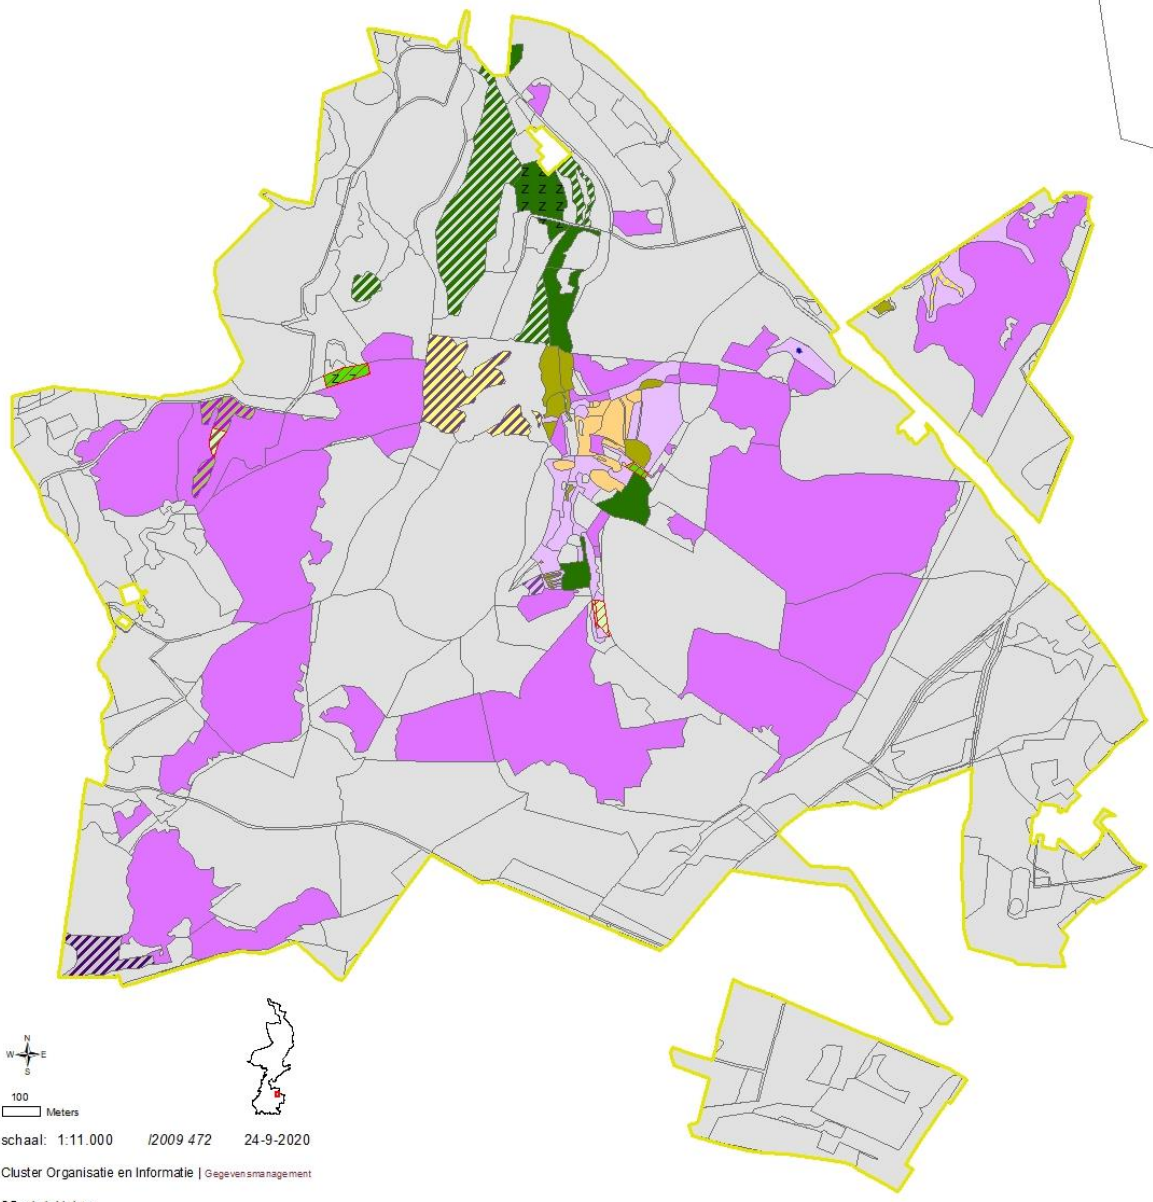 Z Z
Z Z Z
Z Z Z
Z
Z Z
N
W E
S
100
Meters
schaal: 1:11.000 I2009 472 24-9-2020
Cluster Organisatie en Informatie | Gegevensmanagement